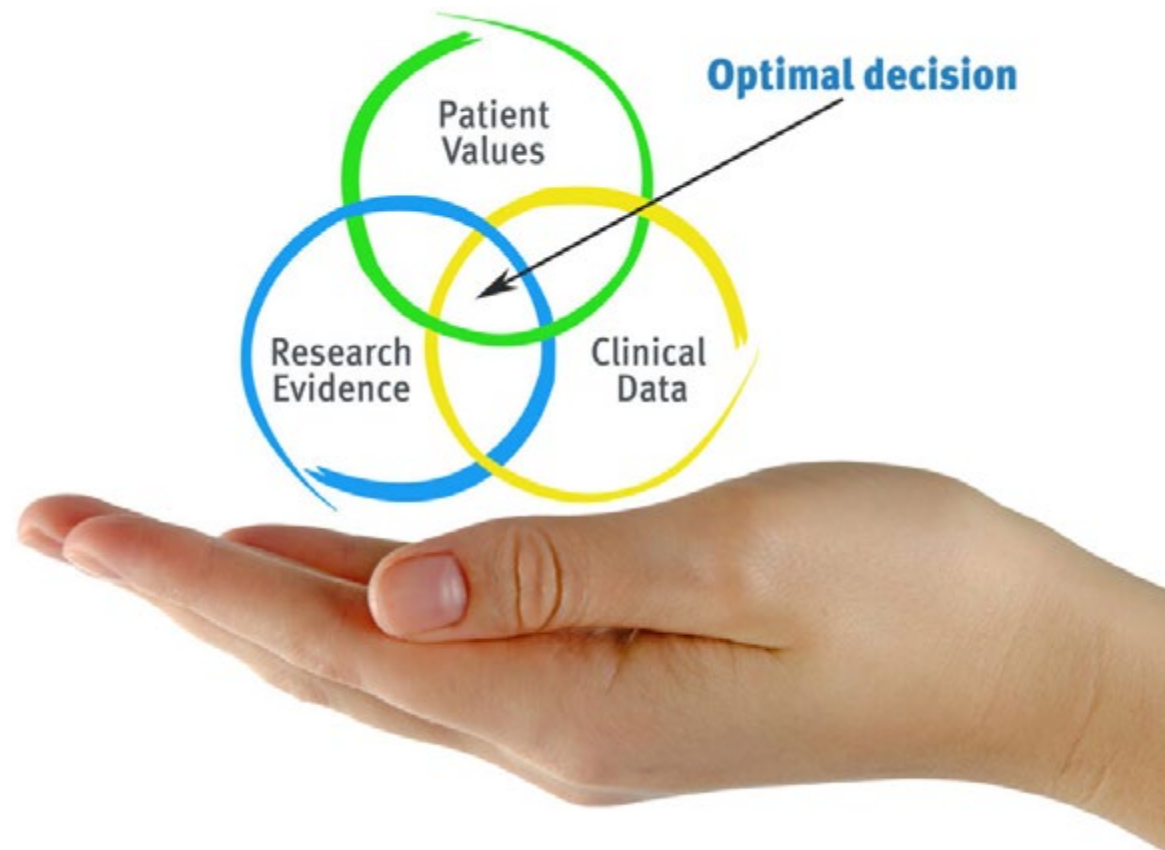 Optimal decision
Patient
Values
Research
Evidence
Clinical
Data